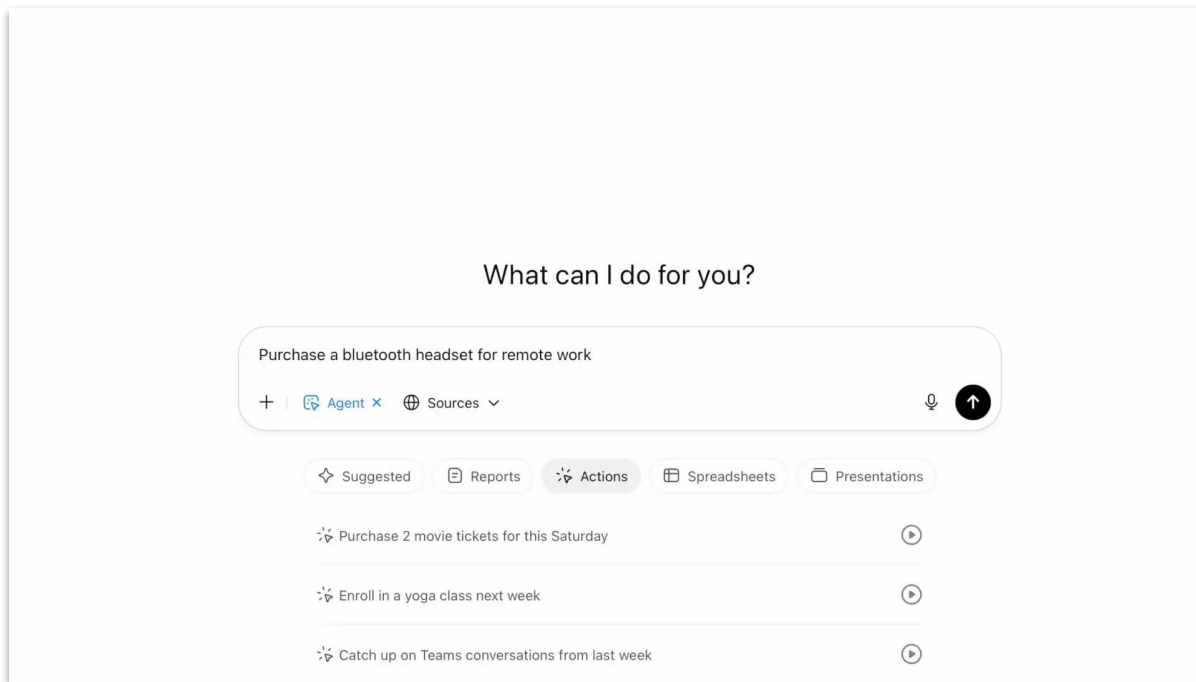 What can I do for you?
Purchase a bluetooth headset for remote work
Agent Sources
Suggested Reports Actions Spreadsheets Presentations
Purchase 2 movie tickets for this Saturday
Enroll in a yoga class next week
Catch up on Teams conversations from last week